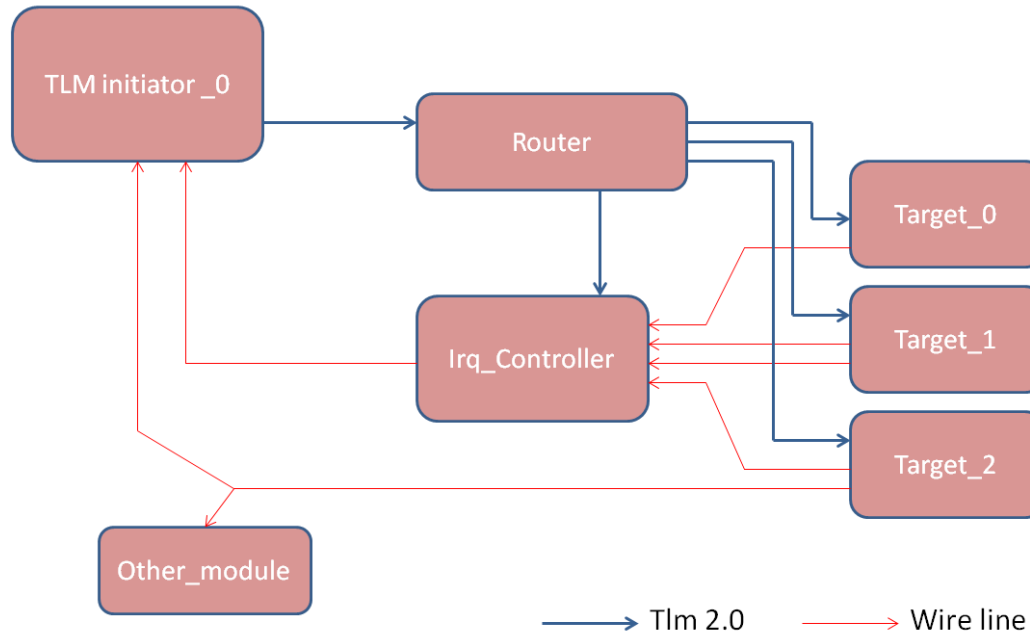 TLM initiator _0
Router
Target_0
Irq_Controller
Target_1
Target_2
Other_module
Tlm 2.0
Wire line